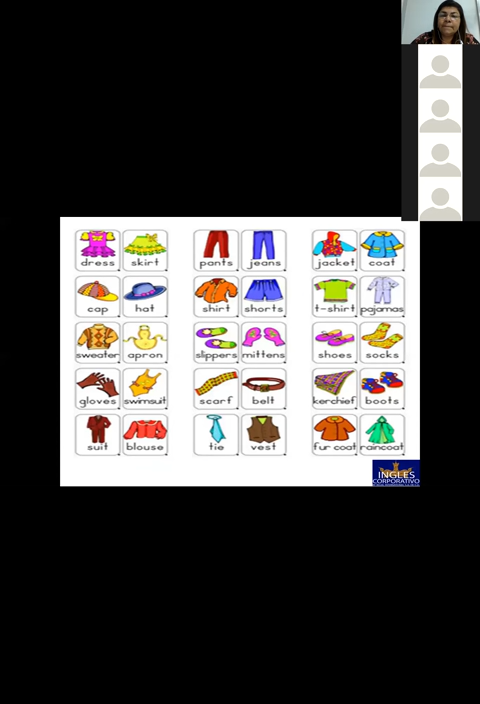 dress skirt pants jeans jacket coat
cap hat shirt shorts t-shirt pajamas
sweater apron slippers mittens shoes socks
gloves swimsuit scarf belt kerchief boots
suit blouse tie vest fur coat raincoat
INGLES
CORPORATIVO